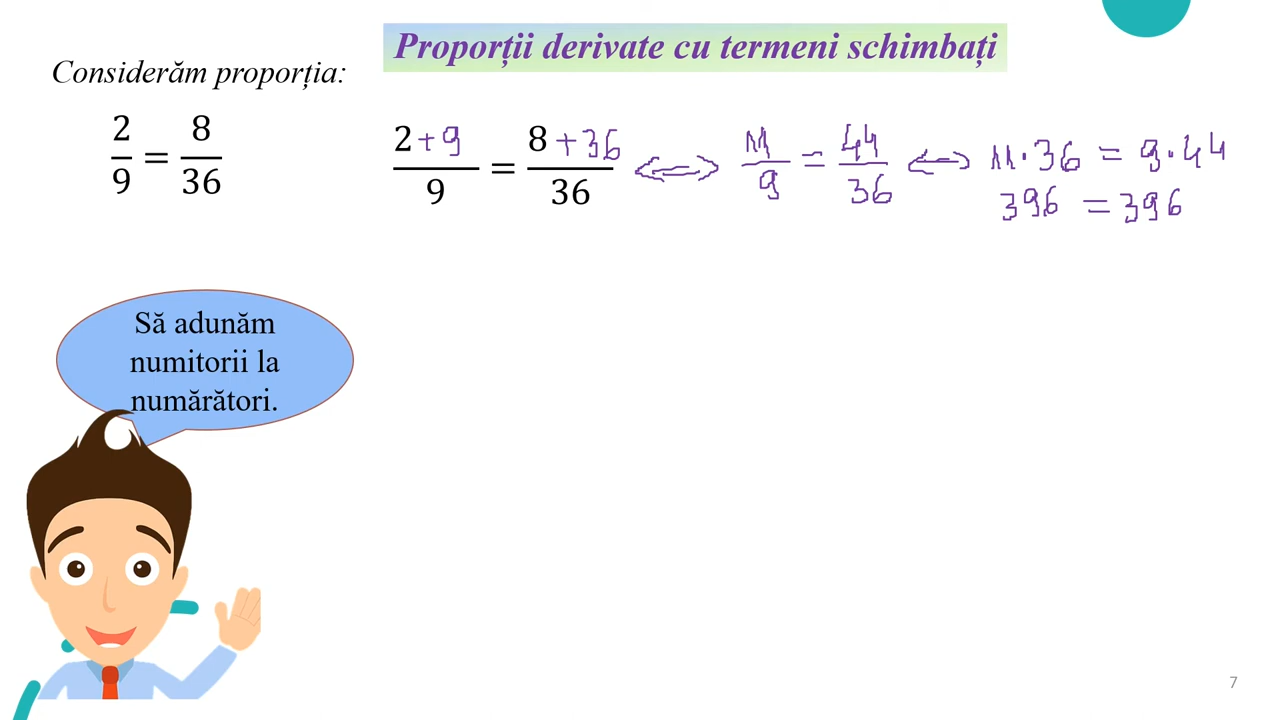 Proporții derivate cu termeni schimbați
Considerăm proporția:
2/9 = 8/36
2+9/9 = 8+36/36 ⟺ 11/9 = 44/36 ⟺ 11·36 = 9·44
396 = 396
Să adunăm
numitorii la
numărători.
7